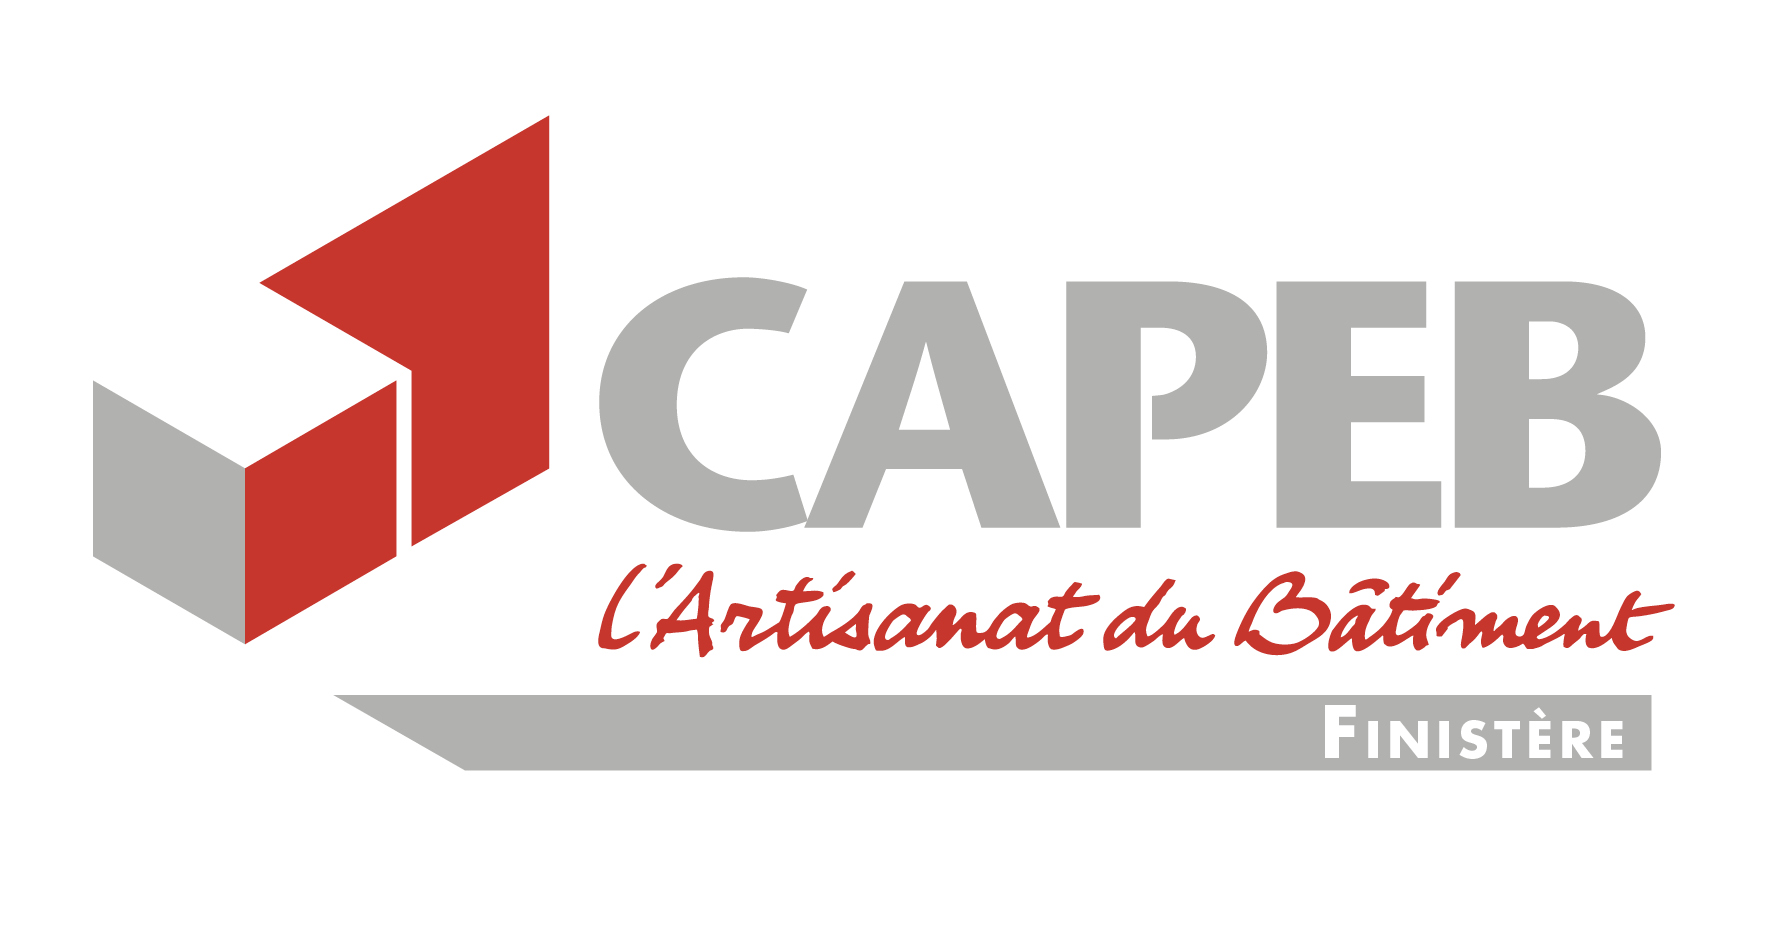 CAPEB
l'Artisanat du Bâtiment
FINISTÈRE